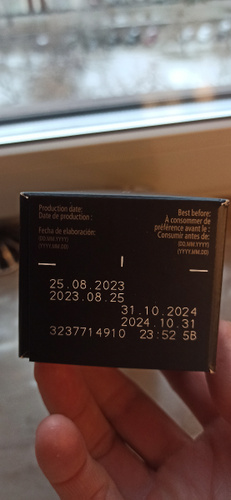 Production date:
Date de production :
Fecha de elaboración:
(DD.MM.YYYY)
(YYYY.MM.DD)
Best before:
À consommer de
préférence avant le :
Consumir antes de:
(DD.MM.YYYY)
(YYYY.MM.DD)
25.08.2023
2023.08.25
31.10.2024
2024.10.31
3237714910 23:52 5B